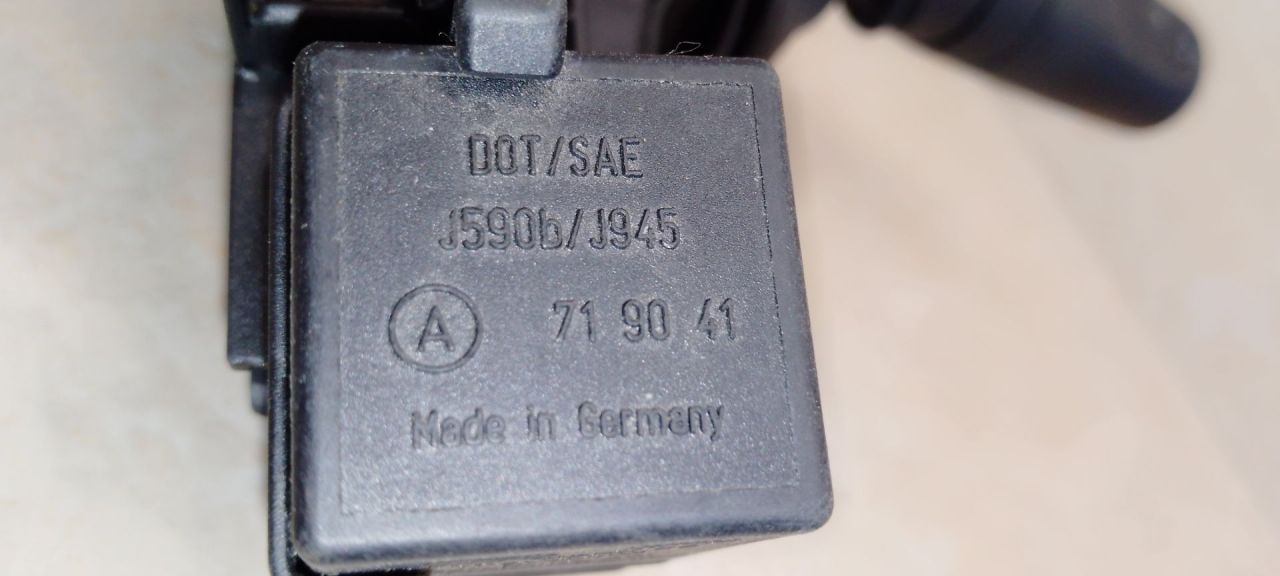 DOT/SAE
J590b/J945
A 71 90 41
Made in Germany